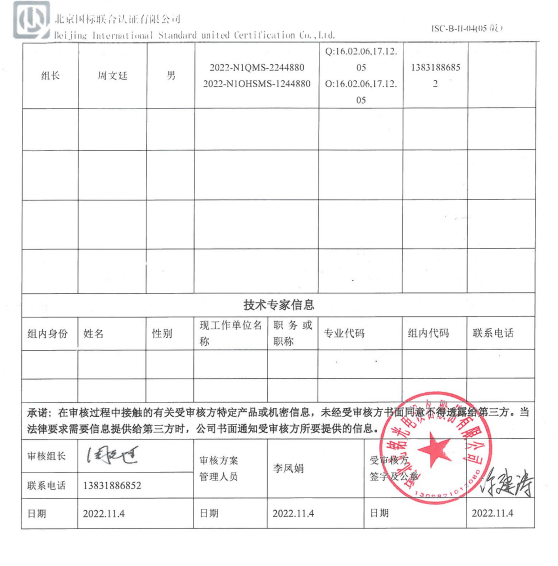 北京国标联合认证有限公司
Beijing International Standard united Certification Co.,Ltd.
ISC-B-II-04(05版)
组长 周文廷 男 2022-N1QMS-2244880 2022-N1OHSMS-1244880 Q:16.02.06,17.12.05 O:16.02.06,17.12.05 13831886852
技术专家信息
组内身份 姓名 性别 现工作单位名称 职务或职称 专业代码 组内代码 联系电话
承诺：在审核过程中接触的有关受审核方特定产品或机密信息，未经受审核方书面同意不得透露给第三方。当
法律要求需要信息提供给第三方时，公司书面通知受审核方所要提供的信息。
审核组长 周文廷 审核方案管理人员 李凤娟 受审核方签字及公章
联系电话 13831886852
日期 2022.11.4 日期 2022.11.4 日期 2022.11.4